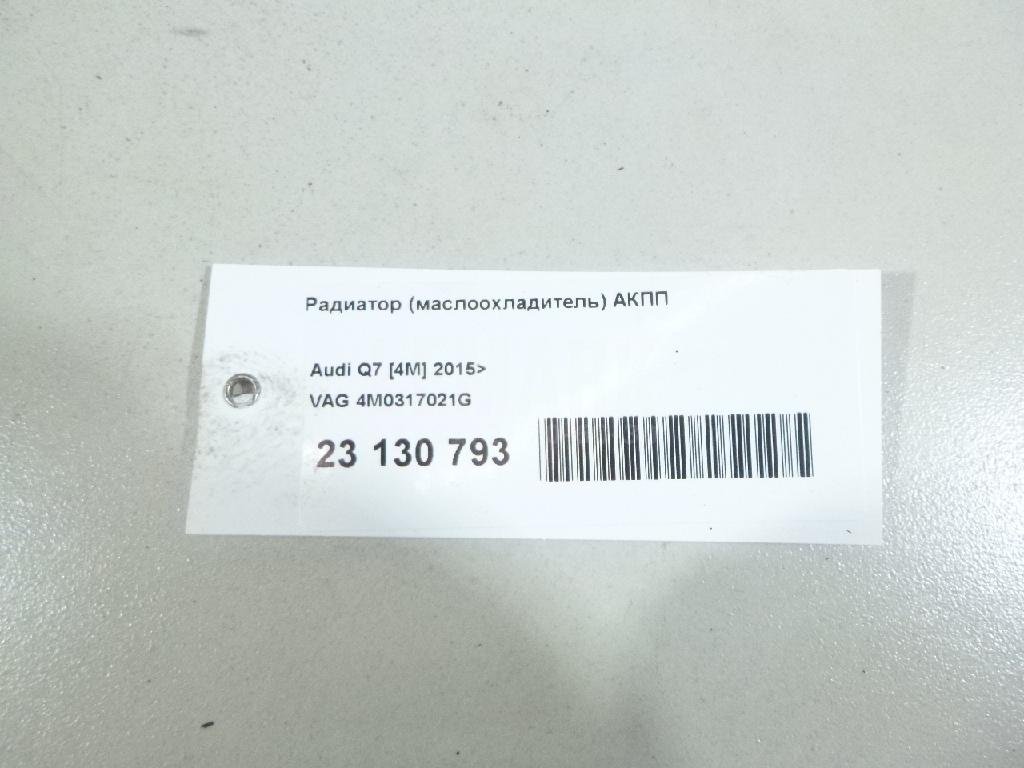 Радиатор (маслоохладитель) АКПП
Audi Q7 [4M] 2015>
VAG 4M0317021G
23 130 793